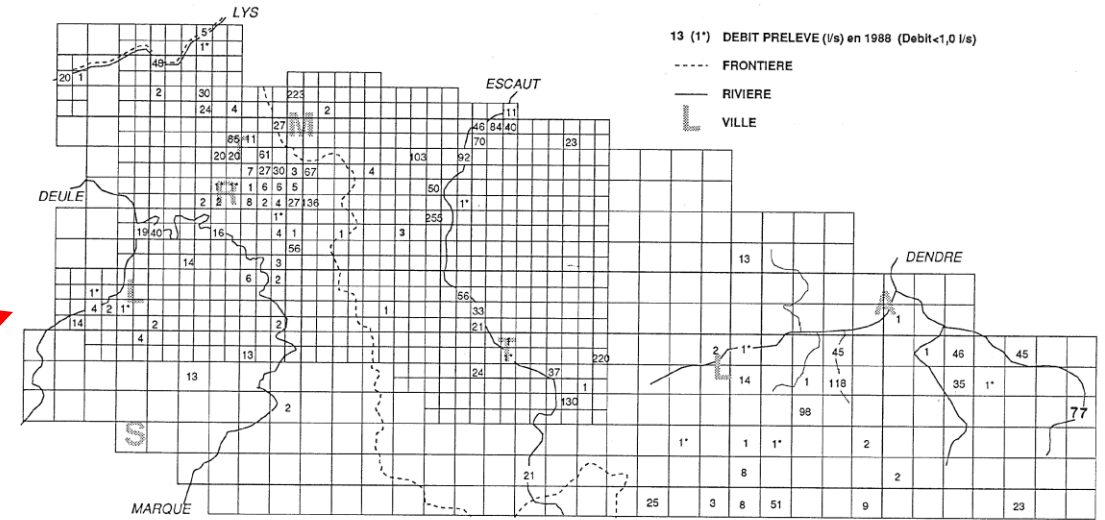 LYS
13 (1*) DEBIT PRELEVE (l/s) en 1988 (Debit<1,0 l/s)
5
1*
FRONTIERE
48
20 1
ESCAUT
RIVIERE
2 30 223
24 4 2 11
L VILLE
27 M 46 84 40
85 11 70 23
20 20 61 103 92
7 27 30 3 67 4
DEULE
R 1 6 6 5 50
2 2 8 2 4 27 136 1*
1* 255
19 40 16 4 1 1 3
56
14 3 13 DENDRE
6 2
1* L 56 A
4 2 1* 1 33 1
14 2 2 21
4 T 2 1*
13 1* 220 L 45 1 46 45
13 24 37 14 1 118 35 1*
1
2 130 98 77
S 1* 1 1* 2
21 8 2
MARQUE 25 3 8 51 9 23